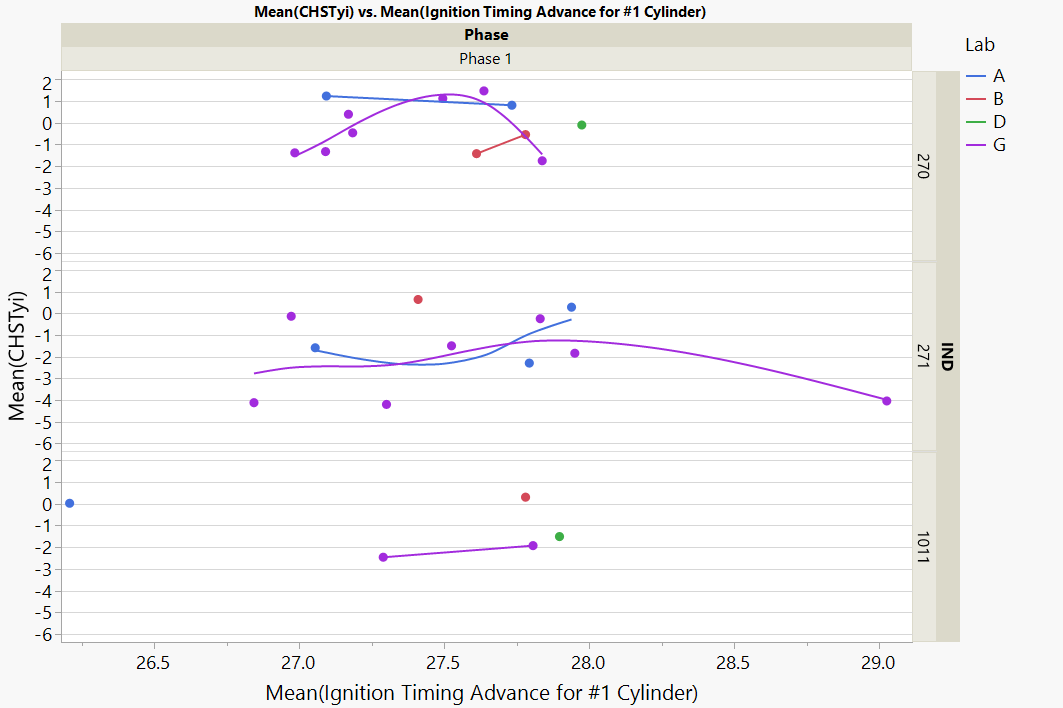 Mean(CHSTyi) vs. Mean(Ignition Timing Advance for #1 Cylinder)
Phase
Phase 1
Lab
A
B
D
G
2
1
0
-1
-2
-3
-4
-5
-6
270
2
1
0
-1
-2
-3
-4
-5
-6
271
2
1
0
-1
-2
-3
-4
-5
-6
1011
IND
Mean(CHSTyi)
26.5 27.0 27.5 28.0 28.5 29.0
Mean(Ignition Timing Advance for #1 Cylinder)